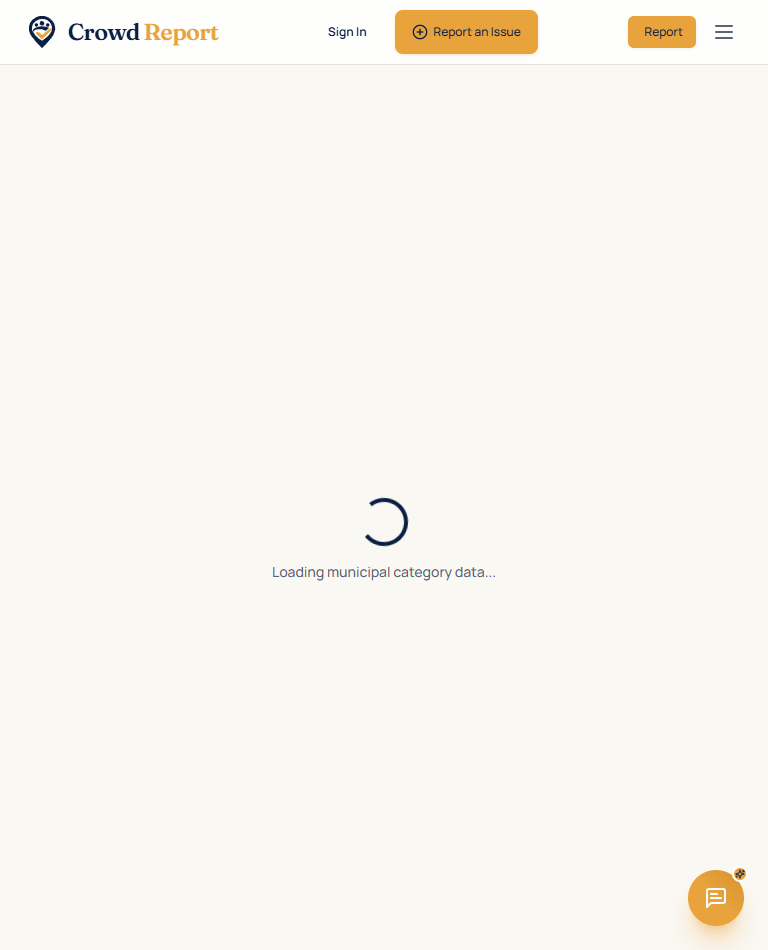 Crowd Report
Sign In
Report an Issue
Report
Loading municipal category data...